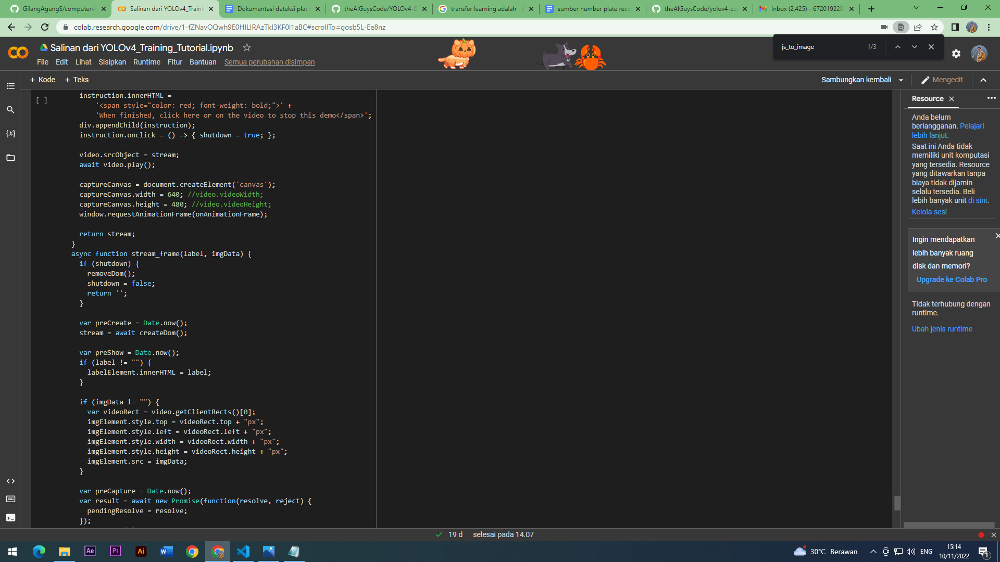 GilangAgungS/computervi
Salinan dari YOLOv4_Traini
Dokumentasi deteksi plat
theAIGuysCode/YOLOv4-C
transfer learning adalah - G
sumber number plate reco
theAIGuysCode/yolov4-cu
Inbox (2,425) - 672019229
colab.research.google.com/drive/1-fZNavOQwh9E0HILIRAzTkI3KF0I1aBC#scrollTo=gosb5L-Ee8nz
Salinan dari YOLOv4_Training_Tutorial.ipynb
js_to_image 1/3
File Edit Lihat Sisipkan Runtime Fitur Bantuan Semua perubahan disimpan
+ Kode + Teks
Sambungkan kembali
Mengedit
[ ]
instruction.innerHTML =
'<span style="color: red; font-weight: bold;">' +
'When finished, click here or on the video to stop this demo</span>';
div.appendChild(instruction);
instruction.onclick = () => { shutdown = true; };
video.srcObject = stream;
await video.play();
captureCanvas = document.createElement('canvas');
captureCanvas.width = 640; //video.videoWidth;
captureCanvas.height = 480; //video.videoHeight;
window.requestAnimationFrame(onAnimationFrame);
return stream;
}
async function stream_frame(label, imgData) {
if (shutdown) {
removeDom();
shutdown = false;
return '';
}
var preCreate = Date.now();
stream = await createDom();
var preShow = Date.now();
if (label != "") {
labelElement.innerHTML = label;
}
if (imgData != "") {
var videoRect = video.getClientRects()[0];
imgElement.style.top = videoRect.top + "px";
imgElement.style.left = videoRect.left + "px";
imgElement.style.width = videoRect.width + "px";
imgElement.style.height = videoRect.height + "px";
imgElement.src = imgData;
}
var preCapture = Date.now();
var result = await new Promise(function(resolve, reject) {
pendingResolve = resolve;
});
Resource
Anda belum
berlangganan. Pelajari
lebih lanjut.
Saat ini Anda tidak
memiliki unit komputasi
yang tersedia. Resource
yang ditawarkan tanpa
biaya tidak dijamin
selalu tersedia. Beli
lebih banyak unit di sini.
Kelola sesi
Ingin mendapatkan
lebih banyak ruang
disk dan memori?
Upgrade ke Colab Pro
Tidak terhubung dengan
runtime.
Ubah jenis runtime
19 d selesai pada 14.07
Ae
Pr
Ai
30°C Berawan
ENG
15:14
10/11/2022
1